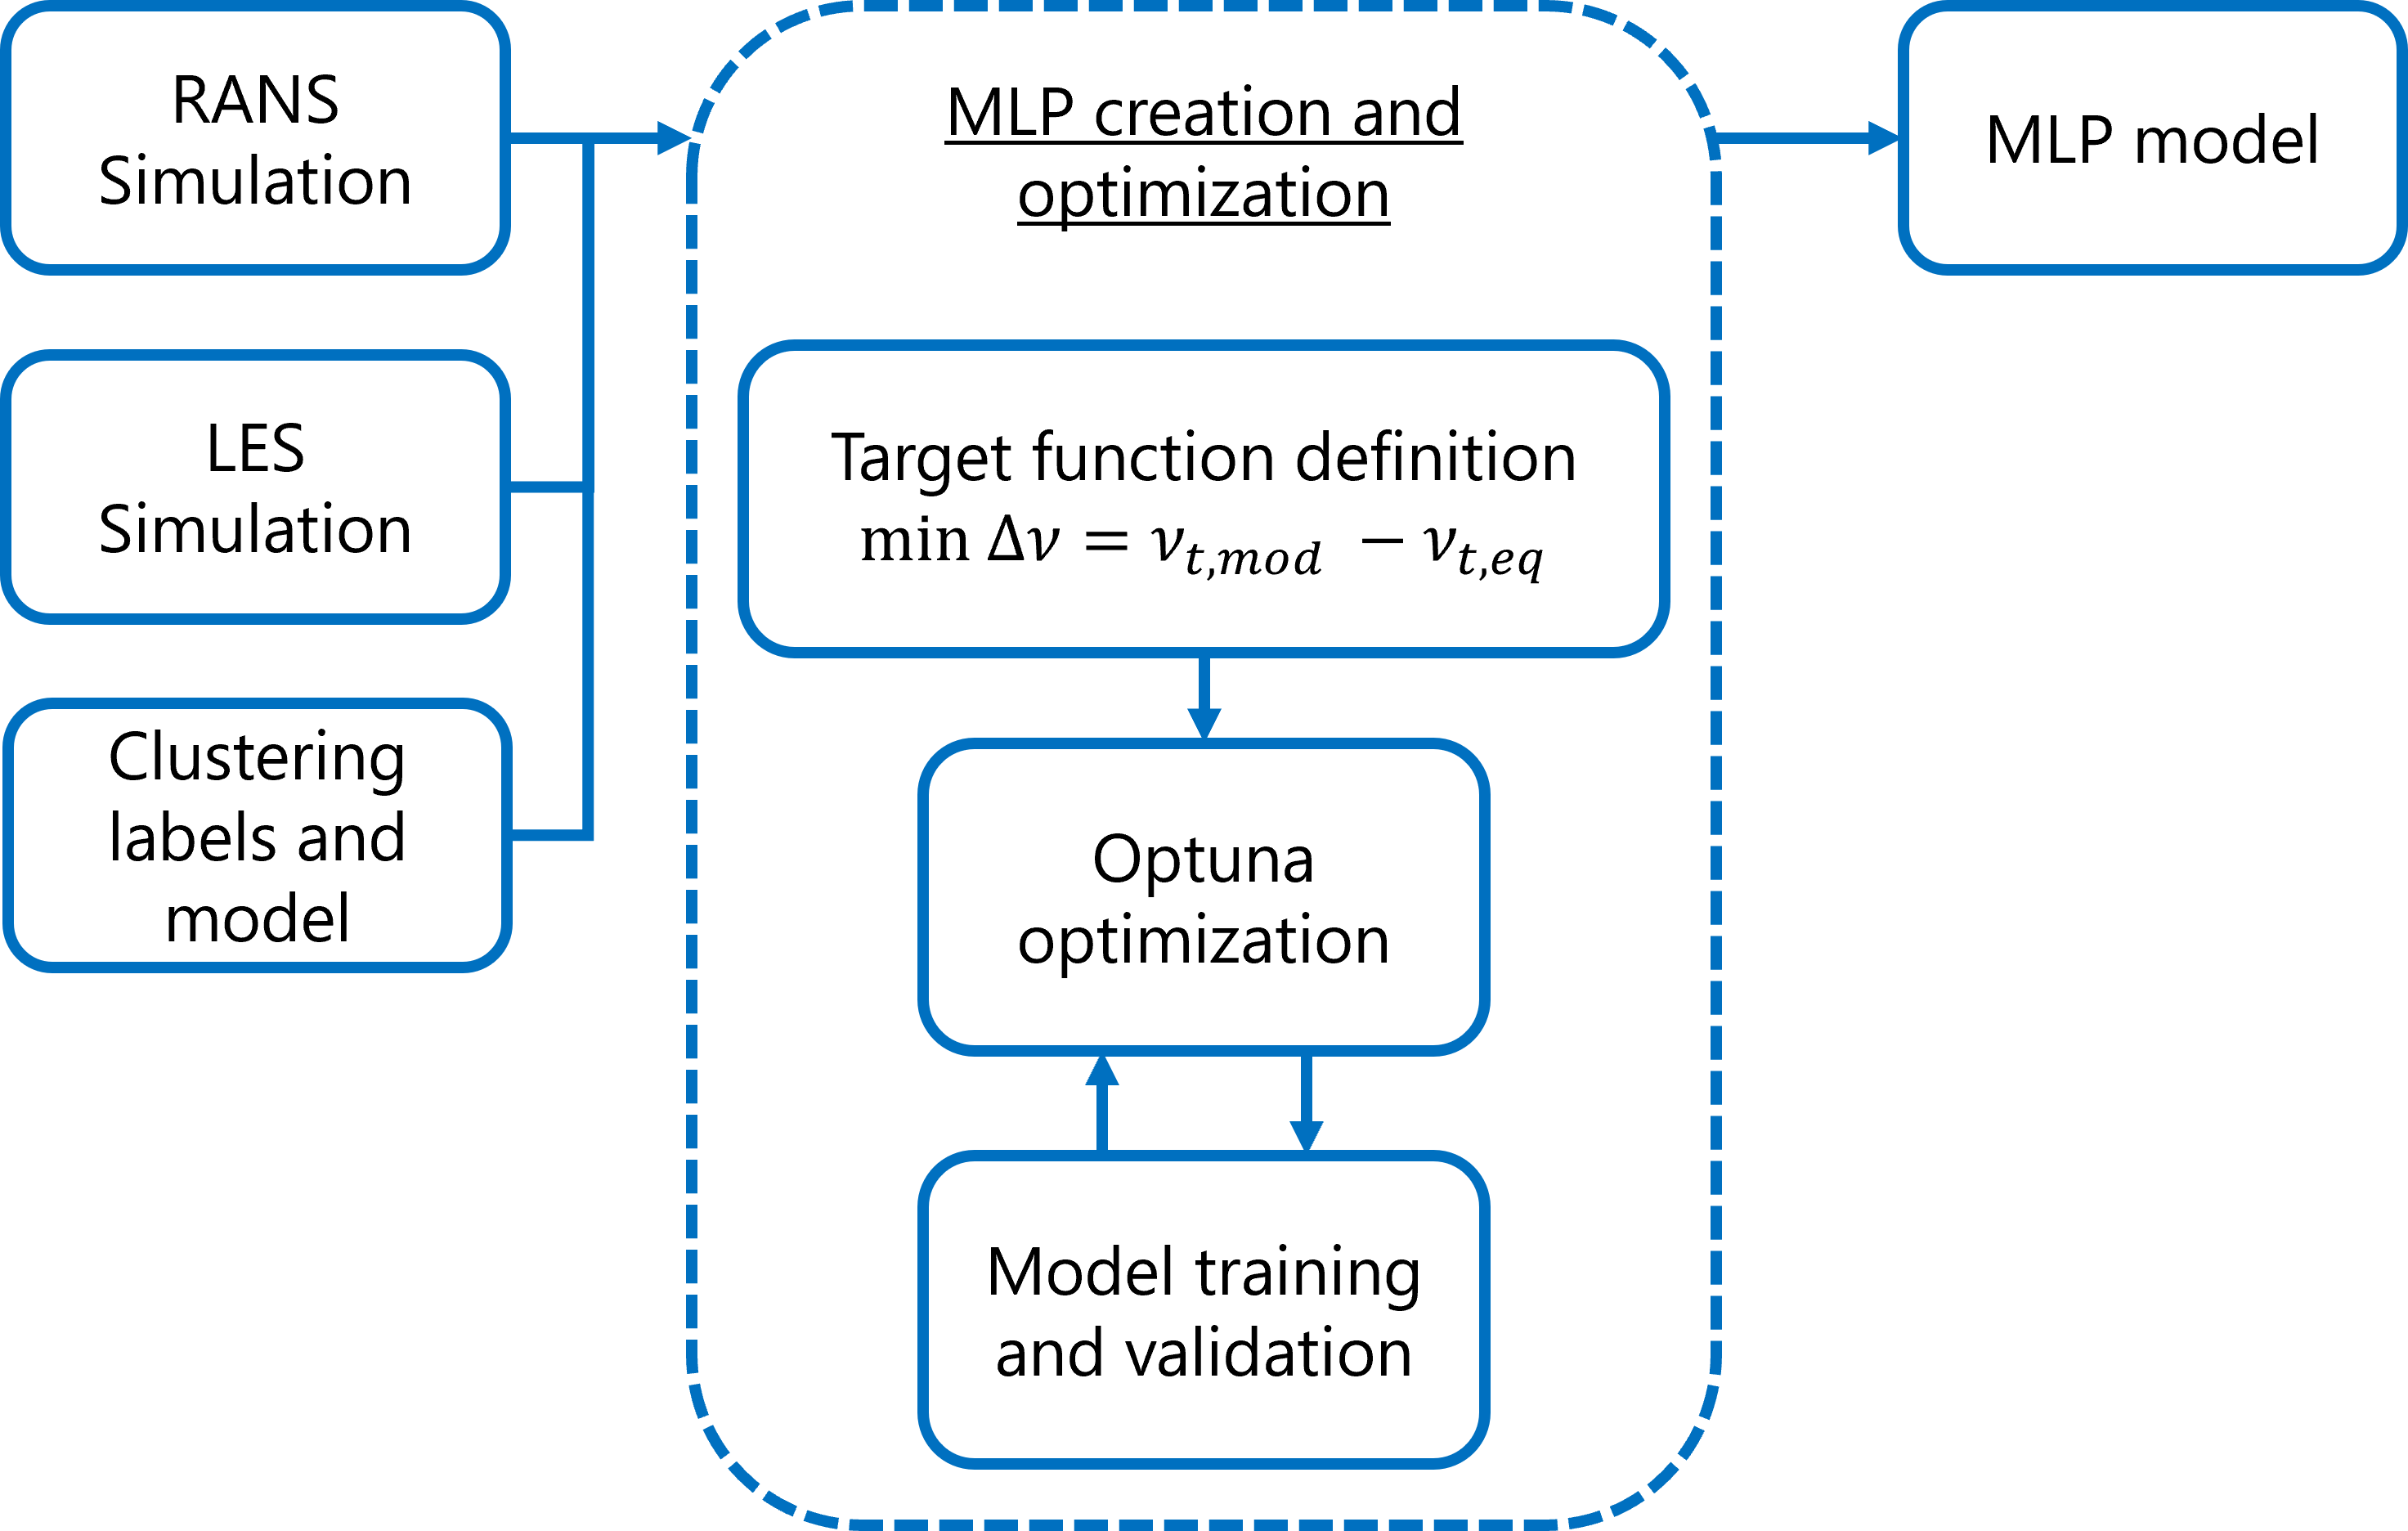 RANS
Simulation
LES
Simulation
Clustering
labels and
model
MLP creation and
optimization
Target function definition
min Δν = ν_{t,mod} − ν_{t,eq}
Optuna
optimization
Model training
and validation
MLP model